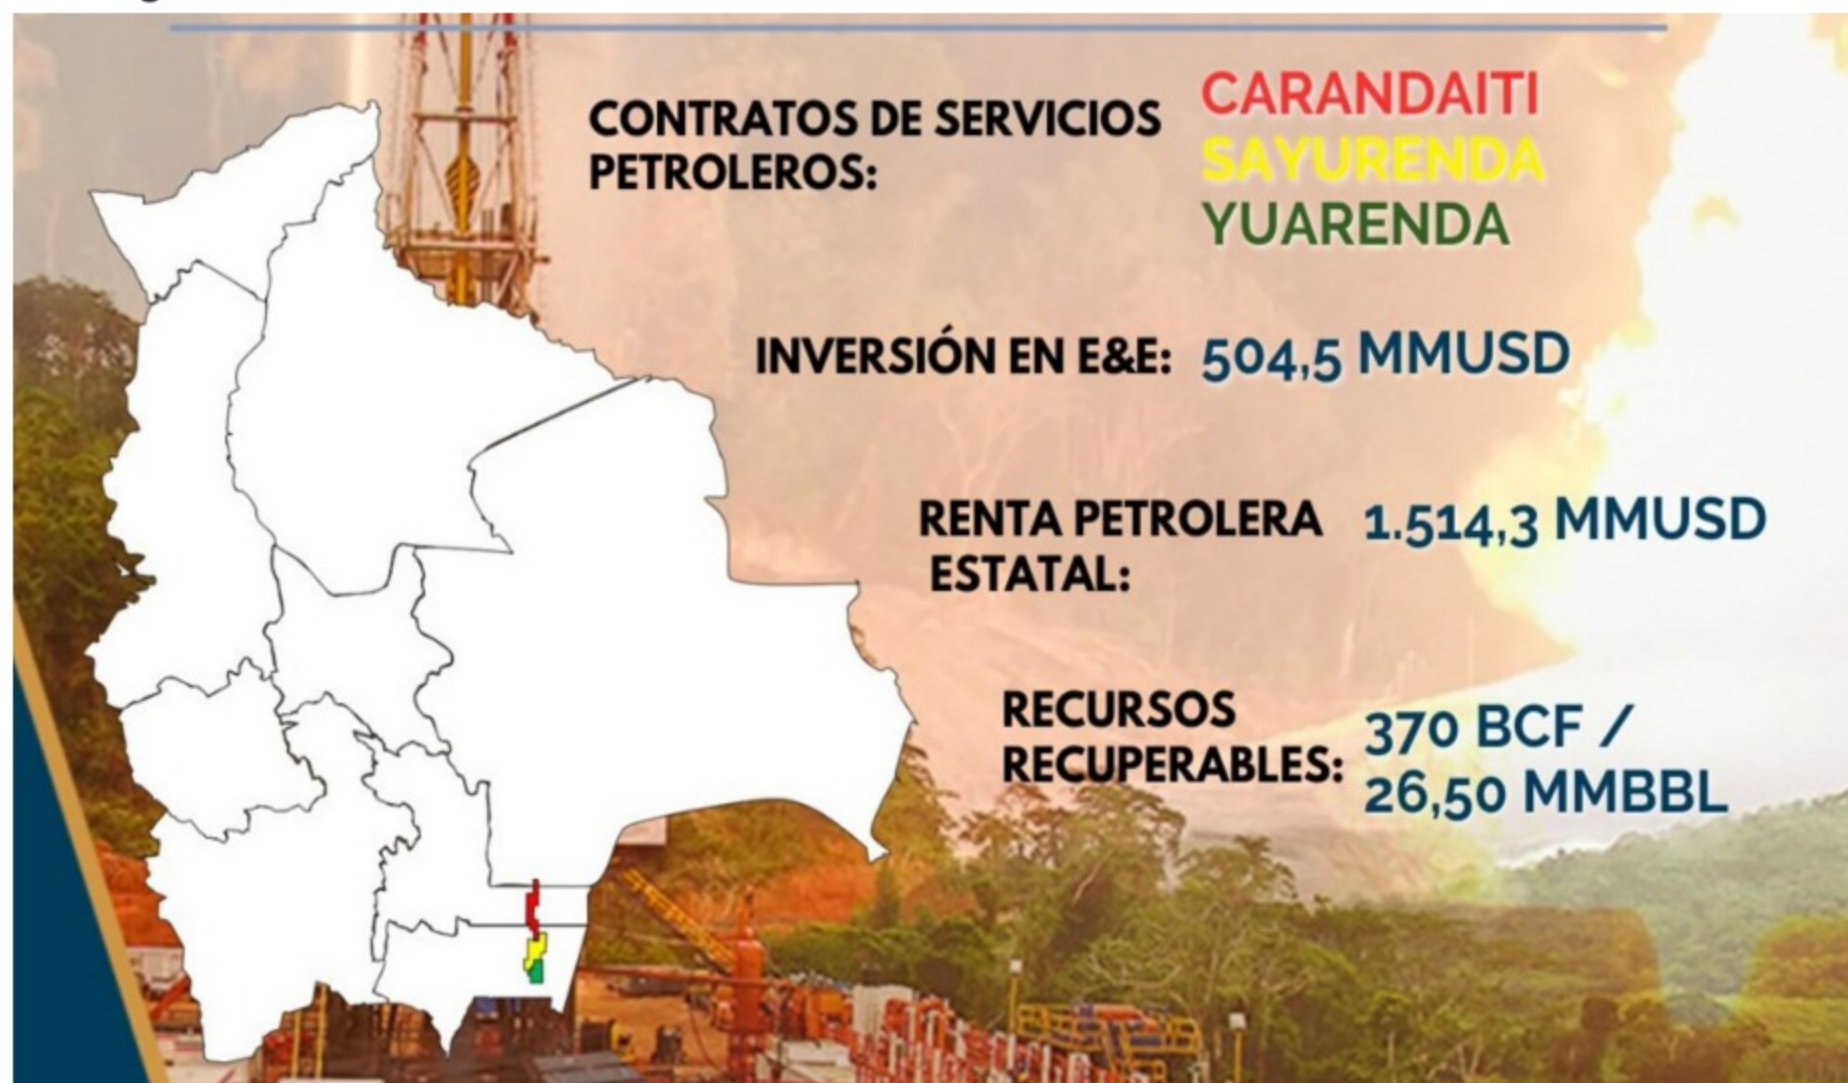 CONTRATOS DE SERVICIOS
PETROLEROS:
CARANDAITI
SAYURENDA
YUARENDA
INVERSIÓN EN E&E: 504,5 MMUSD
RENTA PETROLERA 1.514,3 MMUSD
ESTATAL:
RECURSOS
RECUPERABLES:
370 BCF /
26,50 MMBBL